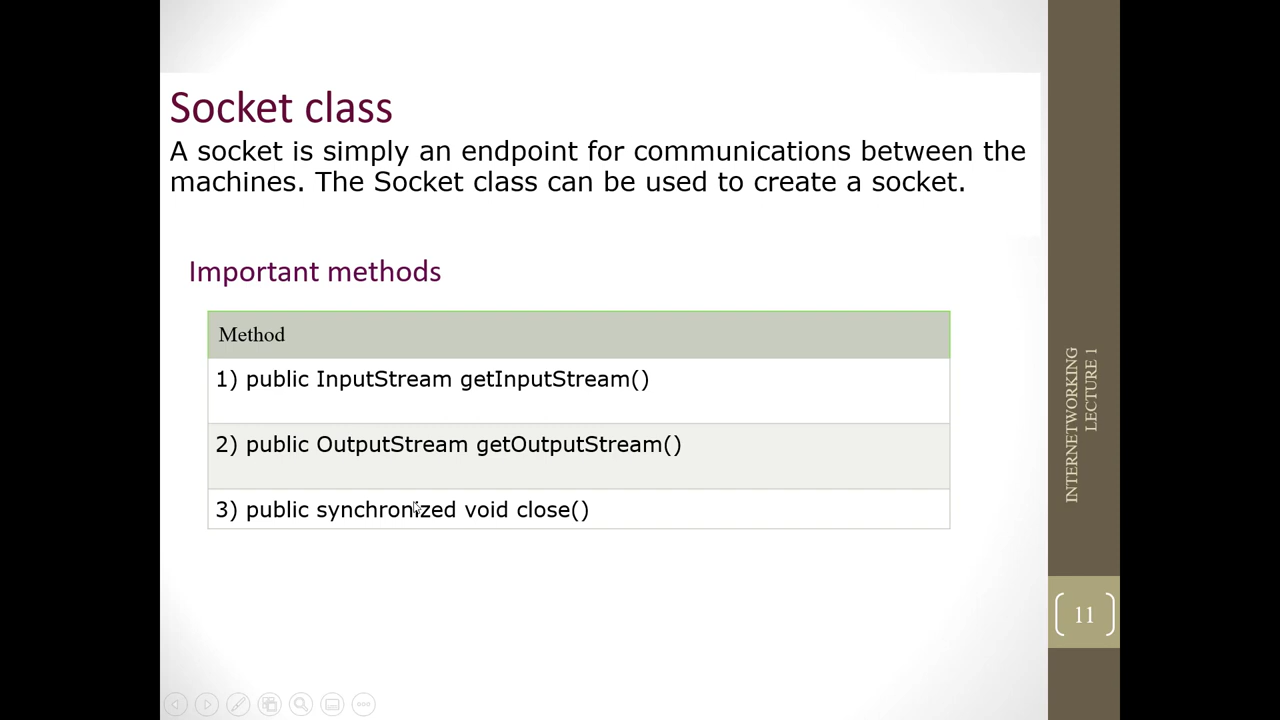 Socket class
A socket is simply an endpoint for communications between the
machines. The Socket class can be used to create a socket.
Important methods
Method
1) public InputStream getInputStream()
2) public OutputStream getOutputStream()
3) public synchronized void close()
INTERNETWORKING
LECTURE 1
11